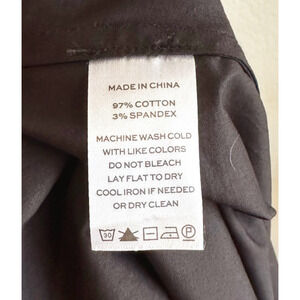 MADE IN CHINA
97% COTTON
3% SPANDEX
MACHINE WASH COLD
WITH LIKE COLORS
DO NOT BLEACH
LAY FLAT TO DRY
COOL IRON IF NEEDED
OR DRY CLEAN
30 P